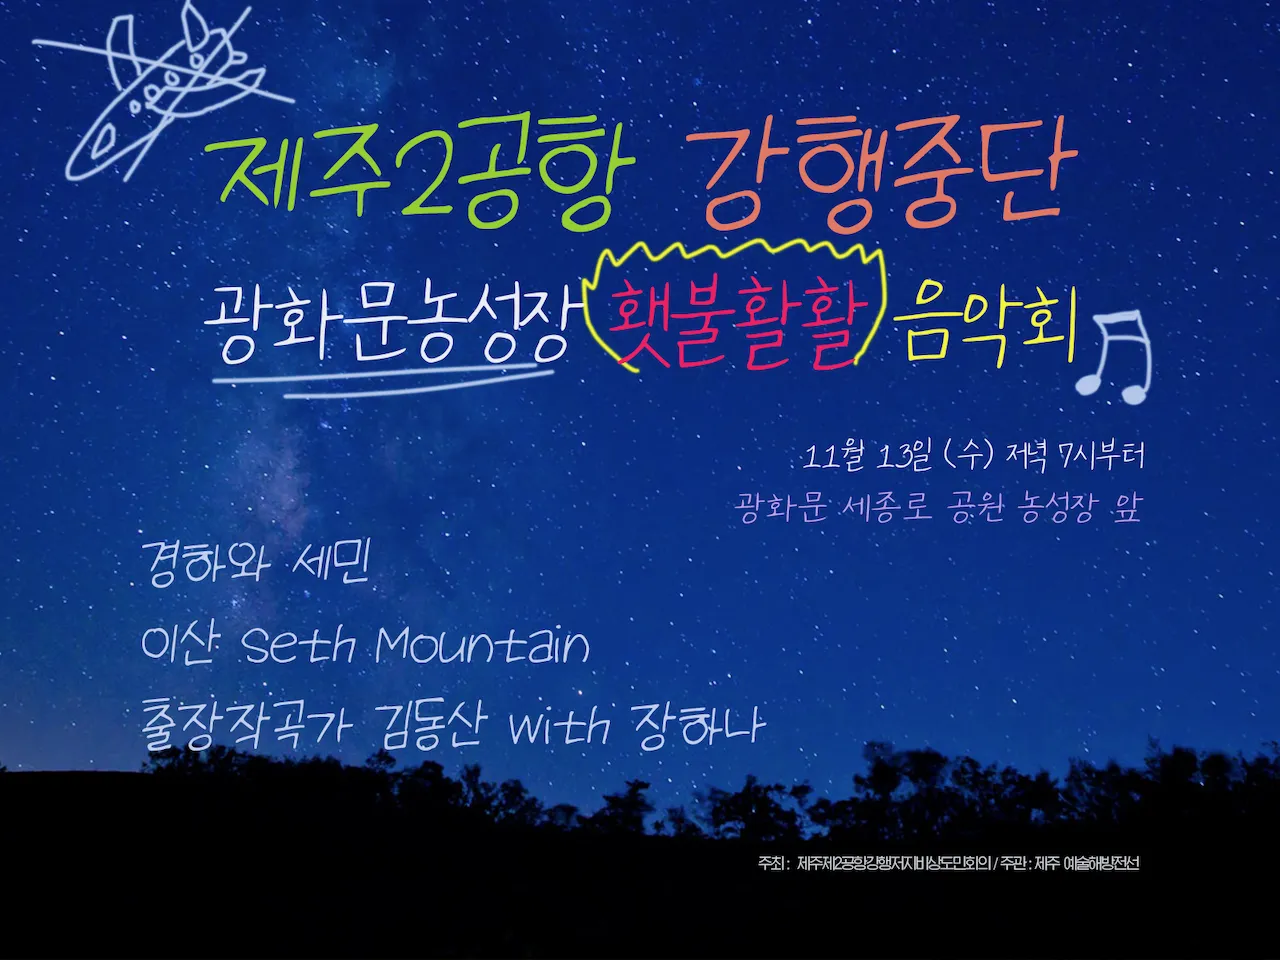 제주2공항 강행중단
광화문농성장 횃불활활 음악회
11월 13일 (수) 저녁 7시부터
광화문 세종로 공원 농성장 앞
경하와 세민
이산 Seth Mountain
출장작곡가 김동산 with 장하나
주최 : 제주제2공항강행저지비상도민회의 / 주관 : 제주 예술해방전선